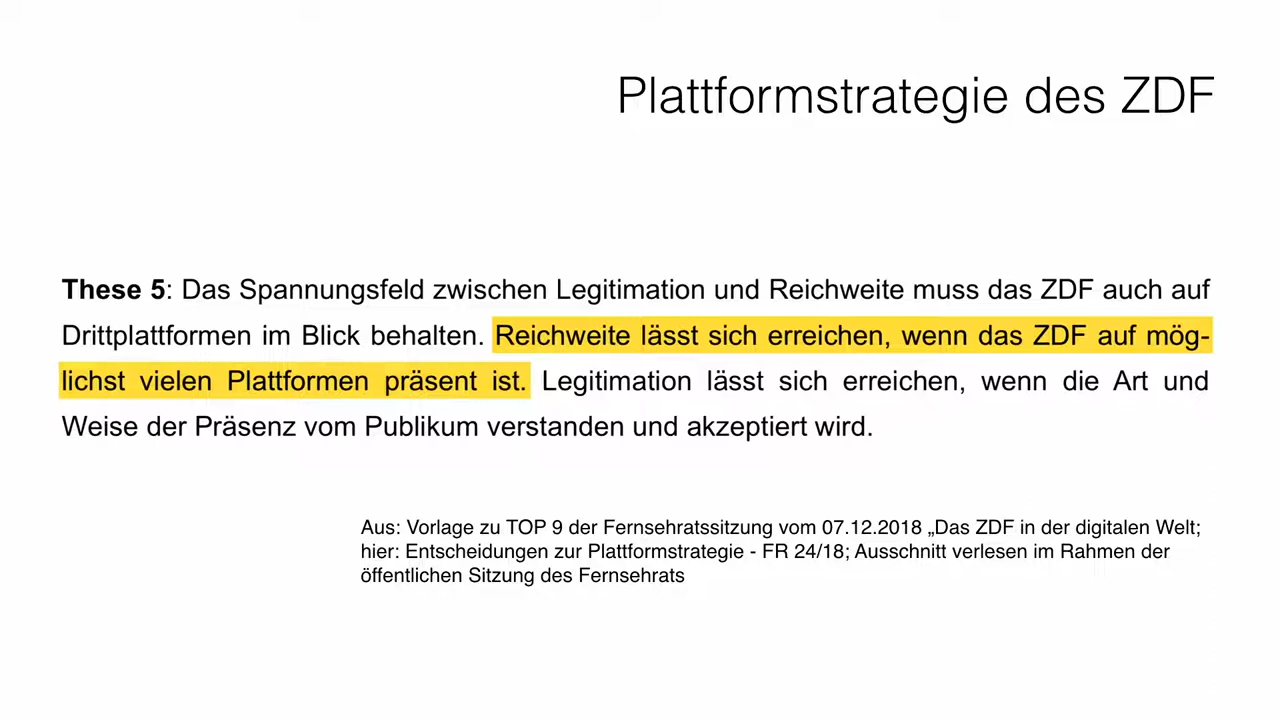 Plattformstrategie des ZDF
These 5: Das Spannungsfeld zwischen Legitimation und Reichweite muss das ZDF auch auf
Drittplattformen im Blick behalten. Reichweite lässt sich erreichen, wenn das ZDF auf mög-
lichst vielen Plattformen präsent ist. Legitimation lässt sich erreichen, wenn die Art und
Weise der Präsenz vom Publikum verstanden und akzeptiert wird.
Aus: Vorlage zu TOP 9 der Fernsehratssitzung vom 07.12.2018 „Das ZDF in der digitalen Welt;
hier: Entscheidungen zur Plattformstrategie - FR 24/18; Ausschnitt verlesen im Rahmen der
öffentlichen Sitzung des Fernsehrats